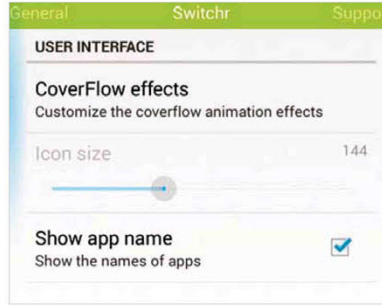 General Switchr Suppo
USER INTERFACE
CoverFlow effects
Customize the coverflow animation effects
Icon size 144
Show app name
Show the names of apps